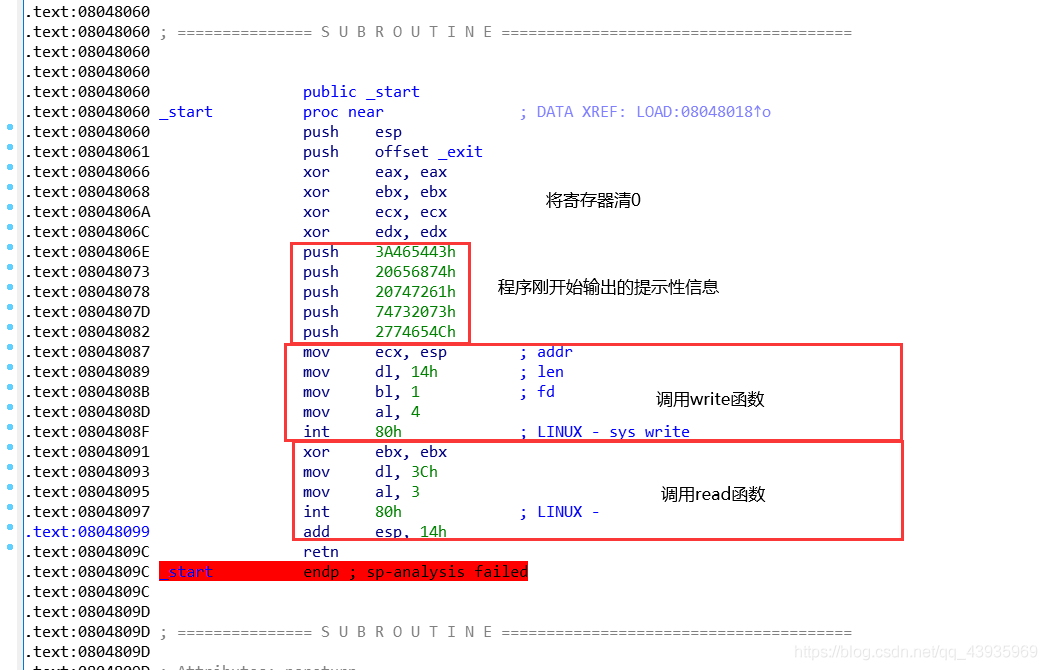 .text:08048060
.text:08048060 ; =============== S U B R O U T I N E =======================================
.text:08048060
.text:08048060
.text:08048060 public _start
.text:08048060 _start proc near ; DATA XREF: LOAD:08048018↑o
.text:08048060 push esp
.text:08048061 push offset _exit
.text:08048066 xor eax, eax
.text:08048068 xor ebx, ebx
将寄存器清0
.text:0804806A xor ecx, ecx
.text:0804806C xor edx, edx
.text:0804806E push 3A465443h
.text:08048073 push 20656874h
程序刚开始输出的提示性信息
.text:08048078 push 20747261h
.text:0804807D push 74732073h
.text:08048082 push 2774654Ch
.text:08048087 mov ecx, esp ; addr
.text:08048089 mov dl, 14h ; len
.text:0804808B mov bl, 1 ; fd
调用write函数
.text:0804808D mov al, 4
.text:0804808F int 80h ; LINUX - sys_write
.text:08048091 xor ebx, ebx
.text:08048093 mov dl, 3Ch
.text:08048095 mov al, 3
调用read函数
.text:08048097 int 80h ; LINUX -
.text:08048099 add esp, 14h
.text:0804809C retn
.text:0804809C _start endp ; sp-analysis failed
.text:0804809C
.text:0804809D
.text:0804809D ; =============== S U B R O U T I N E =======================================
.text:0804809D
https://blog.csdn.net/qq_43935969
.text:0804809D ; Attributes: noreturn